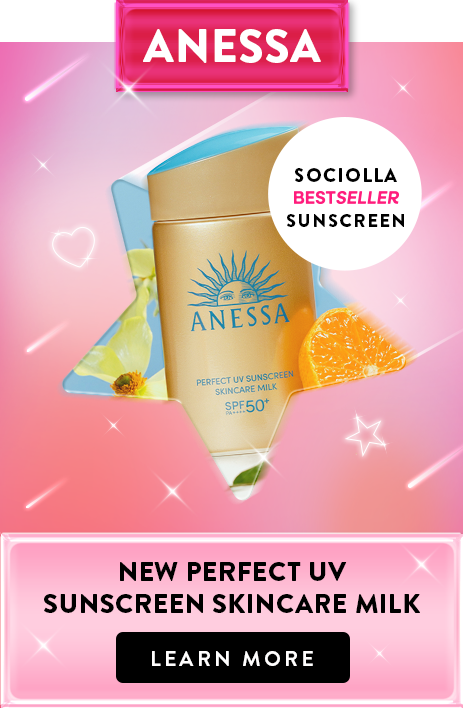 ANESSA
SOCIOLLA
BESTSELLER
SUNSCREEN
ANESSA
PERFECT UV SUNSCREEN
SKINCARE MILK
SPF50+
PA++++
NEW PERFECT UV
SUNSCREEN SKINCARE MILK
LEARN MORE